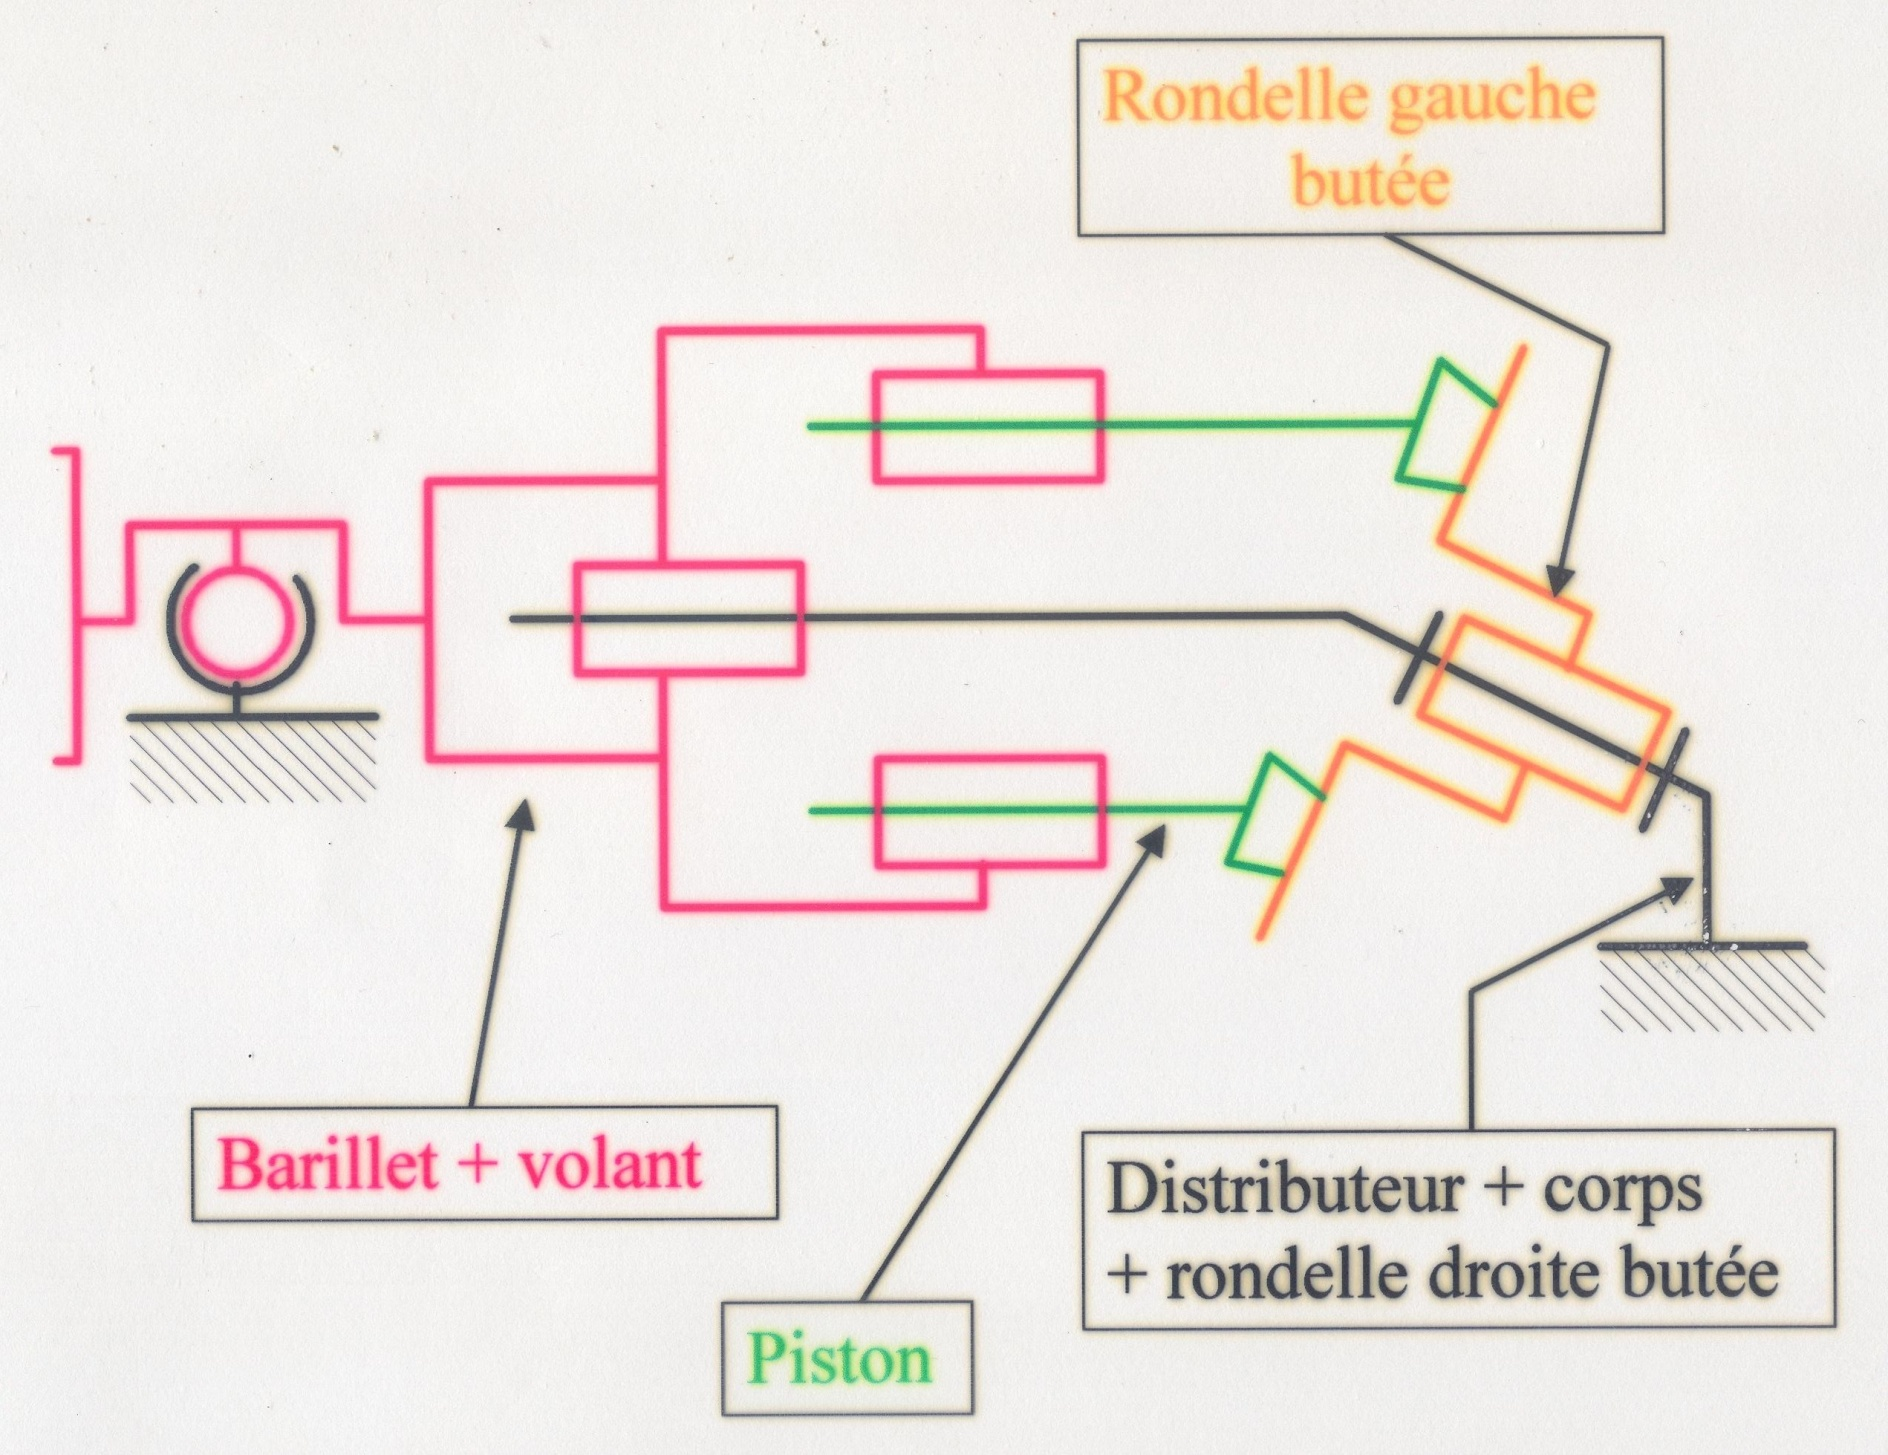 Rondelle gauche
butée
Barillet + volant
Distributeur + corps
+ rondelle droite butée
Piston